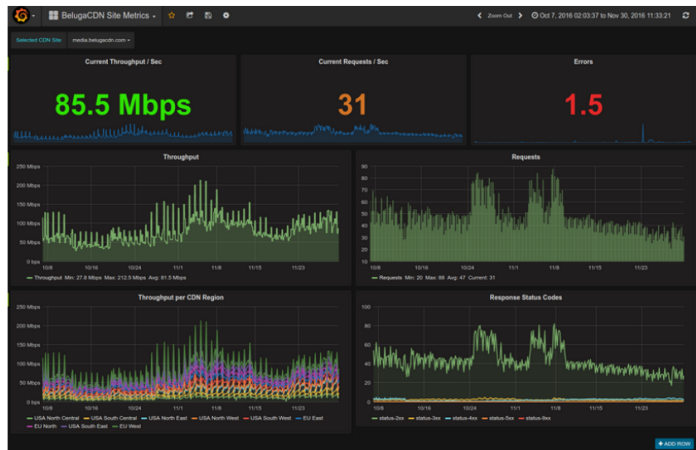 BelugaCDN Site Metrics
Zoom Out
Oct 7, 2016 02:03:37 to Nov 30, 2016 11:33:21
Selected CDN Site
media.belugacdn.com
Current Throughput / Sec
Current Requests / Sec
Errors
85.5 Mbps
31
1.5
Throughput
250 Mbps
200 Mbps
150 Mbps
100 Mbps
50 Mbps
0 bps
10/8 10/16 10/24 11/1 11/8 11/15 11/23
Throughput Min: 27.9 Mbps Max: 212.5 Mbps Avg: 81.5 Mbps
Requests
90
80
70
60
50
40
30
20
10
10/8 10/16 10/24 11/1 11/8 11/15 11/23
Requests Min: 20 Max: 88 Avg: 47 Current: 31
Throughput per CDN Region
250 Mbps
200 Mbps
150 Mbps
100 Mbps
50 Mbps
0 bps
10/8 10/16 10/24 11/1 11/8 11/15 11/23
USA North Central USA South Central USA North East USA North West USA South West EU East
EU North USA South East EU West
Response Status Codes
100
80
60
40
20
0
10/8 10/16 10/24 11/1 11/8 11/15 11/23
status-2xx status-3xx status-4xx status-5xx status-9xx
+ ADD ROW